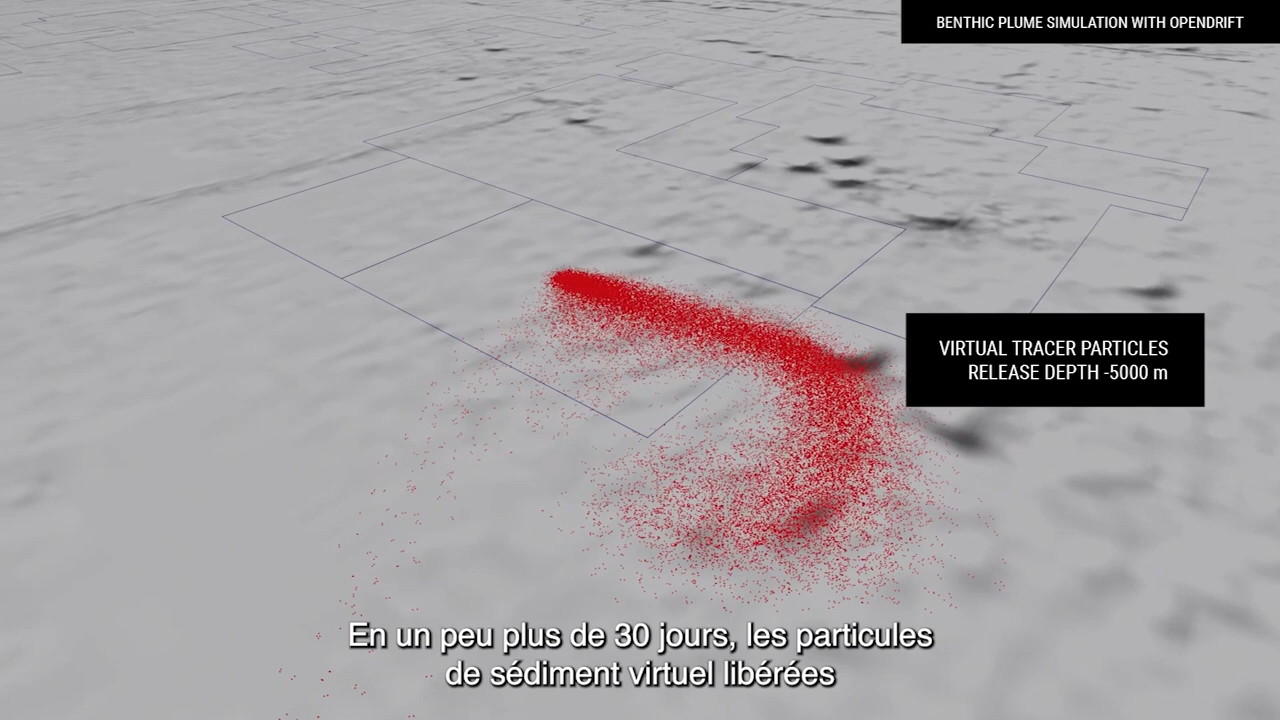 BENTHIC PLUME SIMULATION WITH OPENDRIFT
VIRTUAL TRACER PARTICLES
RELEASE DEPTH -5000 m
En un peu plus de 30 jours, les particules
de sédiment virtuel libérées